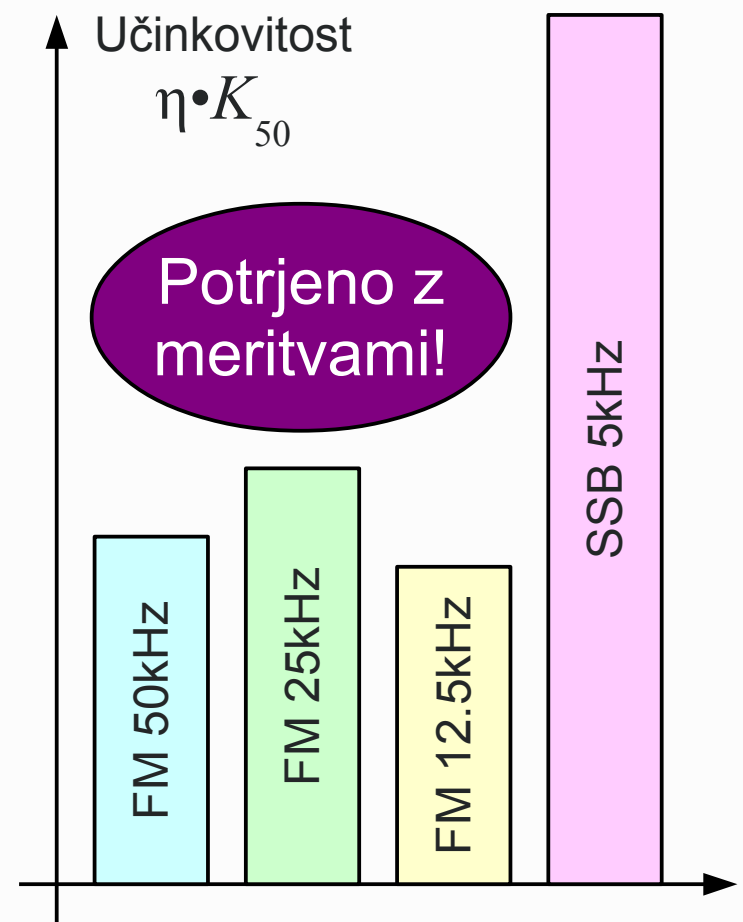 Učinkovitost
η•K₅₀
Potrjeno z
meritvami!
FM 50kHz
FM 25kHz
FM 12.5kHz
SSB 5kHz